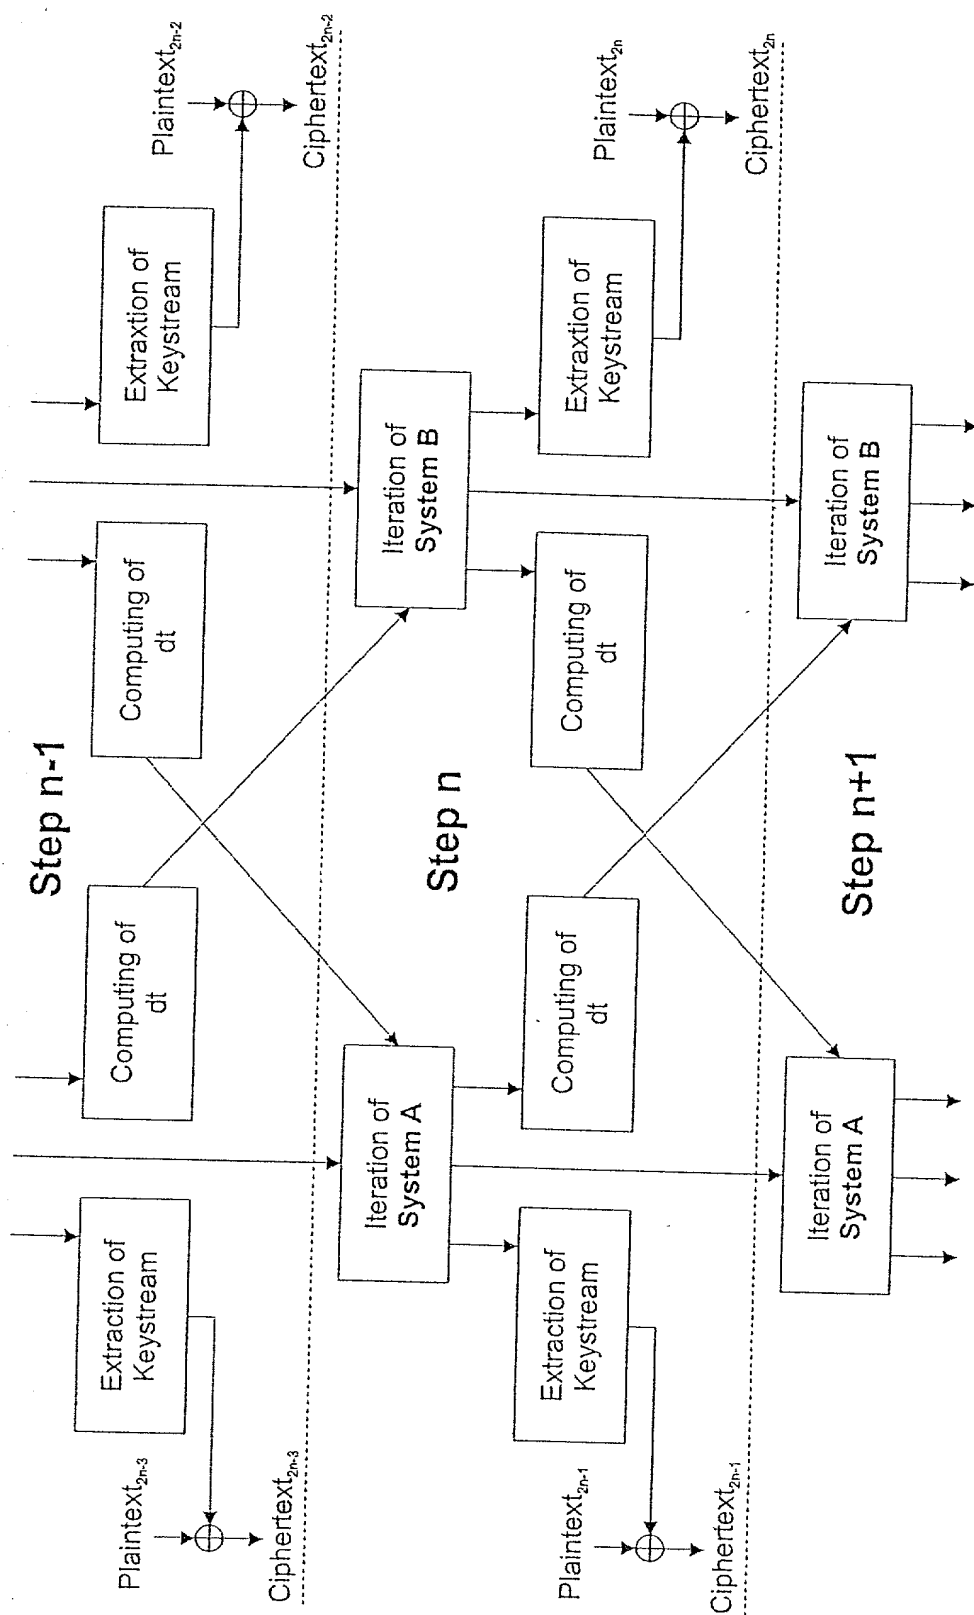 Step n-1
Plaintext2n-3
Extraction of
Keystream
Computing of
dt
Computing of
dt
Extraxtion of
Keystream
Plaintext2n-2
Ciphertext2n-3
Ciphertext2n-2
Iteration of
System A
Iteration of
System B
Step n
Plaintext2n-1
Extraction of
Keystream
Computing of
dt
Computing of
dt
Extraxtion of
Keystream
Plaintext2n
Ciphertext2n-1
Ciphertext2n
Iteration of
System A
Step n+1
Iteration of
System B